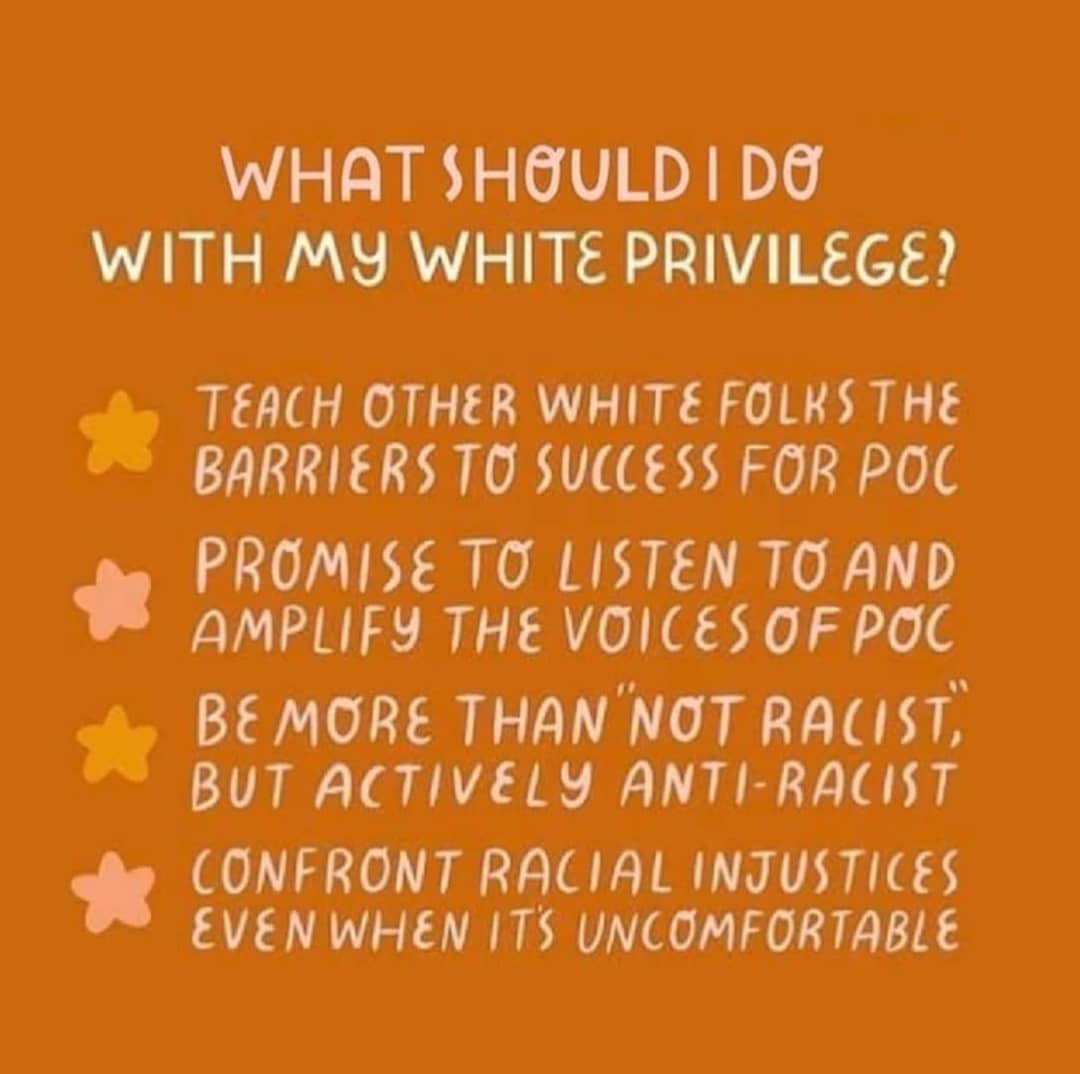 WHAT SHOULD I DO
WITH MY WHITE PRIVILEGE?
TEACH OTHER WHITE FOLKS THE
BARRIERS TO SUCCESS FOR POC
PROMISE TO LISTEN TO AND
AMPLIFY THE VOICES OF POC
BE MORE THAN "NOT RACIST,"
BUT ACTIVELY ANTI-RACIST
CONFRONT RACIAL INJUSTICES
EVEN WHEN IT'S UNCOMFORTABLE